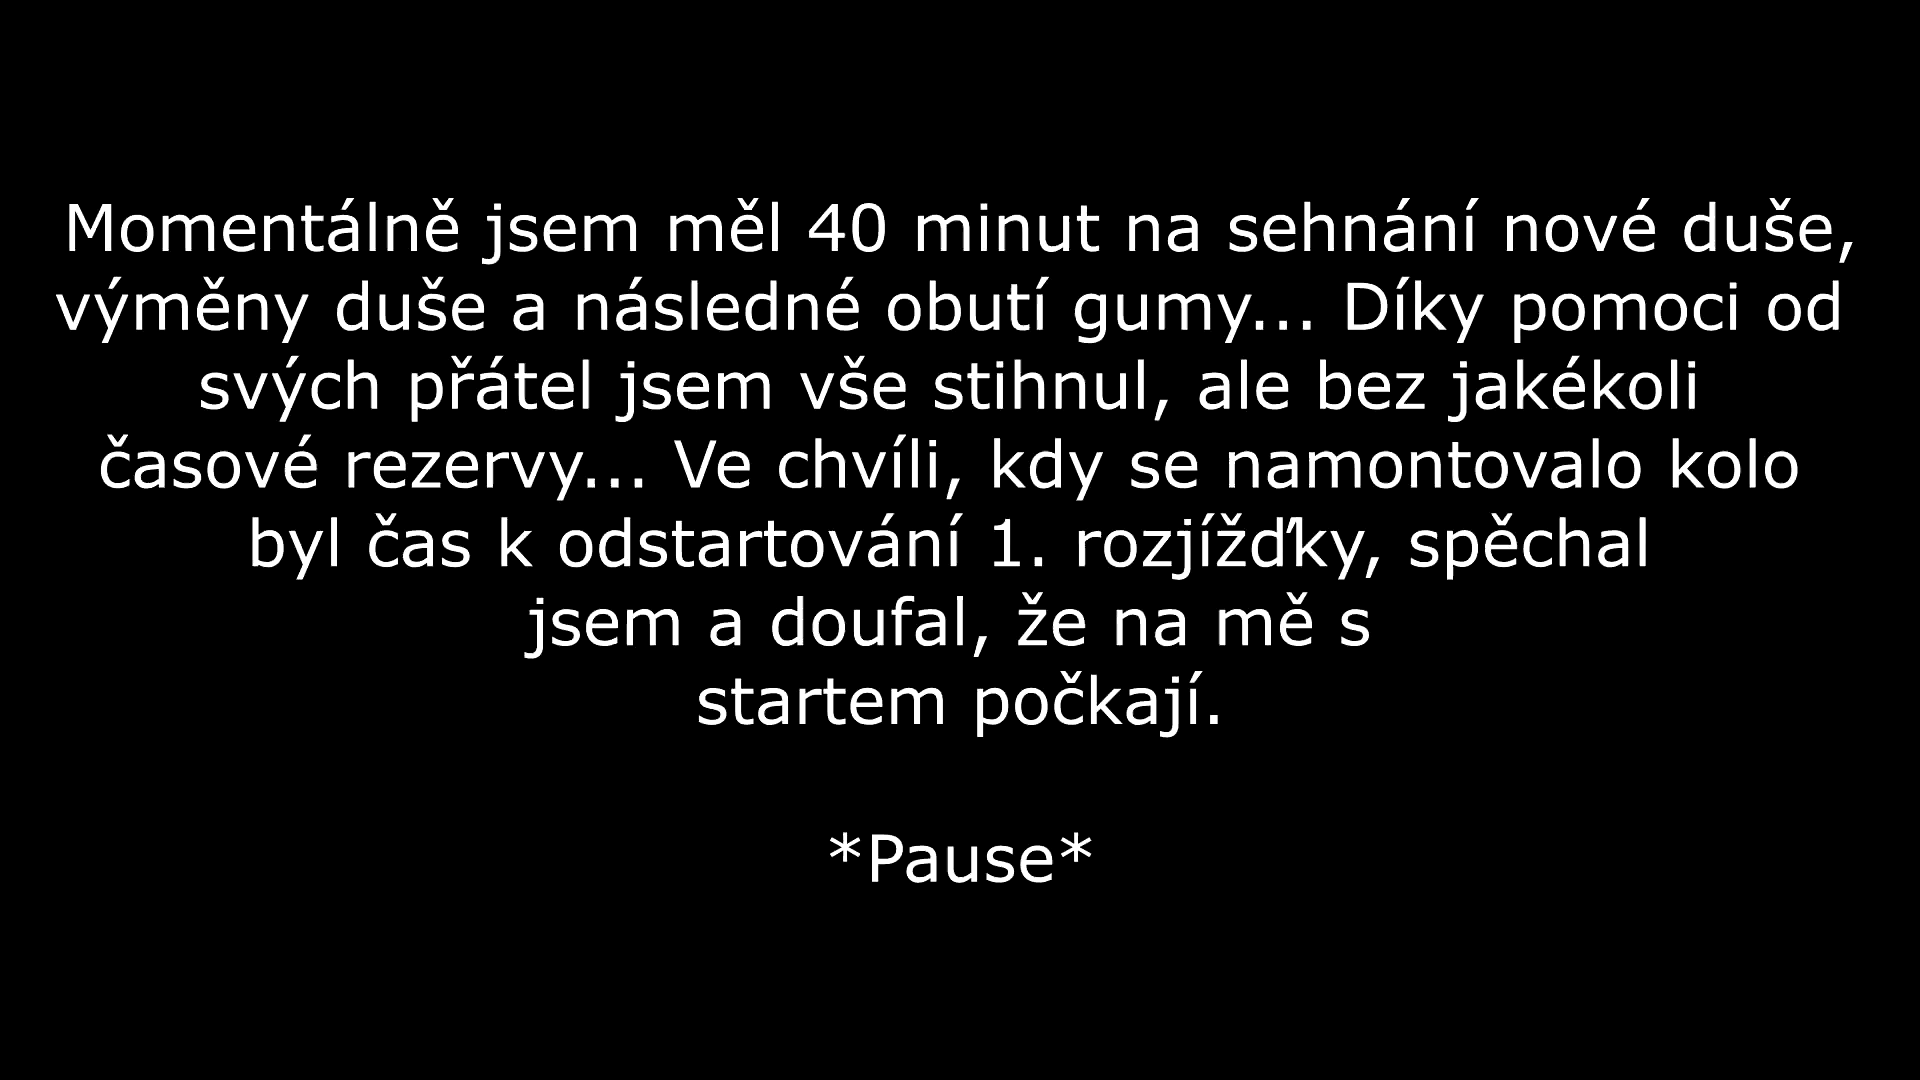 Momentálně jsem měl 40 minut na sehnání nové duše,
výměny duše a následné obutí gumy... Díky pomoci od
svých přátel jsem vše stihnul, ale bez jakékoli
časové rezervy... Ve chvíli, kdy se namontovalo kolo
byl čas k odstartování 1. rozjížďky, spěchal
jsem a doufal, že na mě s
startem počkají.
*Pause*